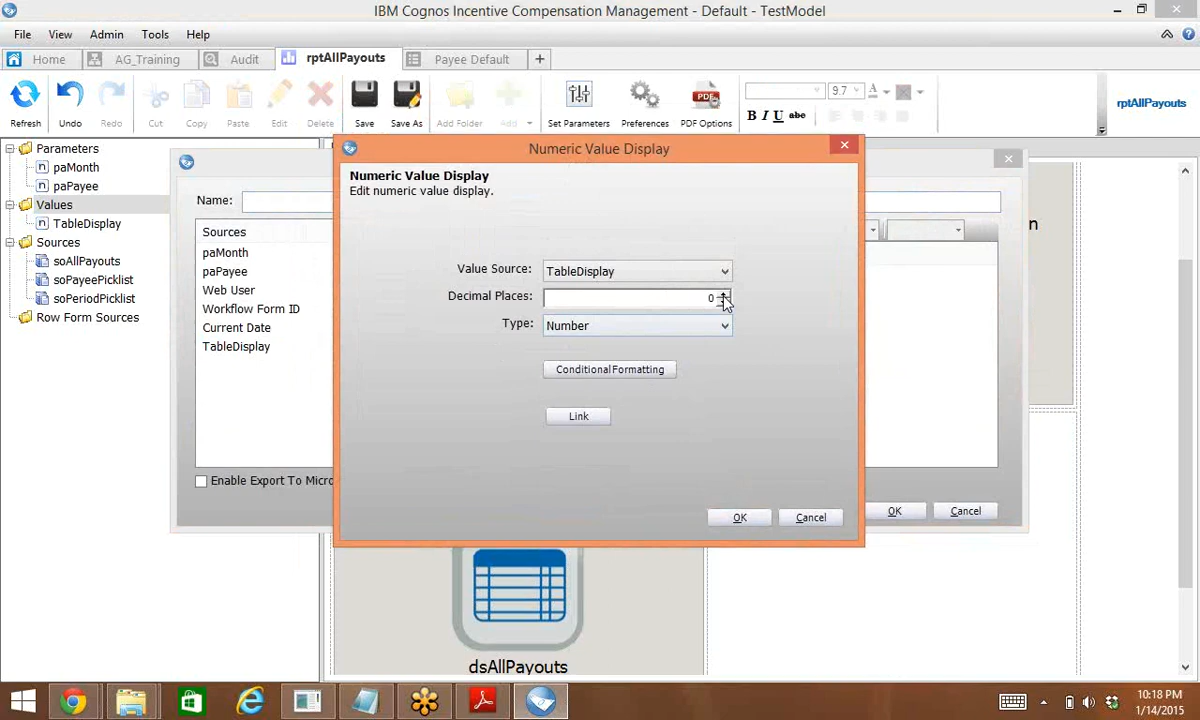 IBM Cognos Incentive Compensation Management - Default - TestModel
File View Admin Tools Help
Home AG_Training Audit rptAllPayouts Payee Default
Refresh Undo Redo Cut Copy Paste Edit Delete Save Save As Add Folder Add Set Parameters Preferences PDF Options
9.7 A
B I U abc
PDF
rptAllPayouts
Parameters
paMonth
paPayee
Values
TableDisplay
Sources
soAllPayouts
soPayeePicklist
soPeriodPicklist
Row Form Sources
Name:
Sources
paMonth
paPayee
Web User
Workflow Form ID
Current Date
TableDisplay
Enable Export To Micro
OK Cancel
n
Numeric Value Display
Numeric Value Display
Edit numeric value display.
Value Source: TableDisplay
Decimal Places: 0
Type: Number
Conditional Formatting
Link
OK Cancel
dsAllPayouts
10:18 PM
1/14/2015